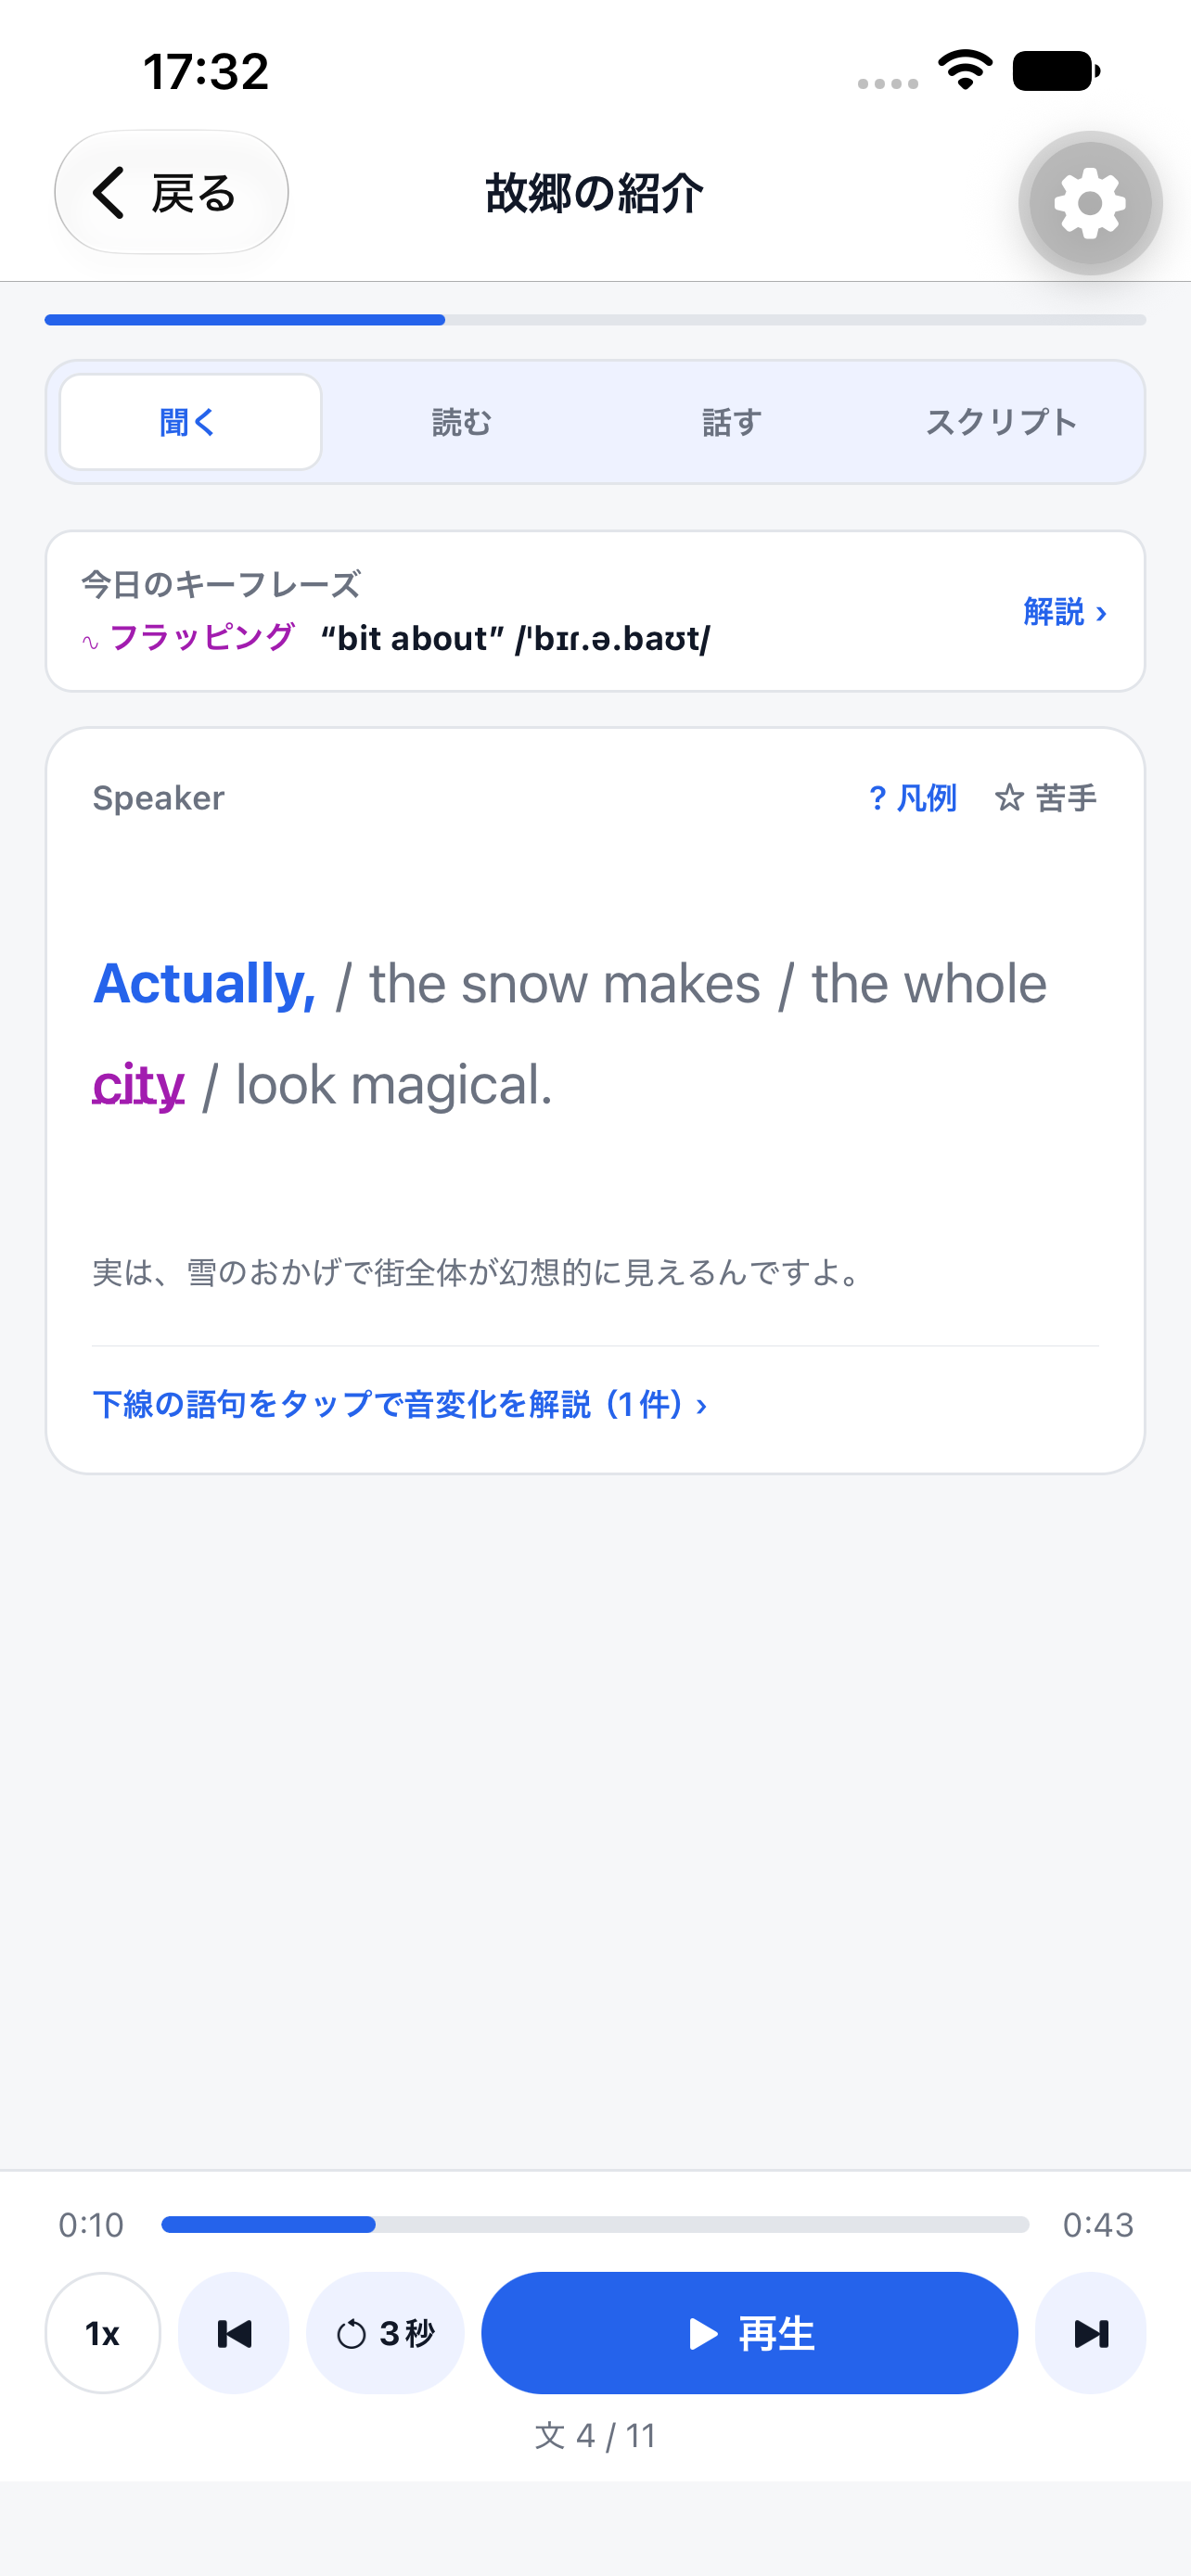 17:32
戻る
故郷の紹介
聞く
読む
話す
スクリプト
今日のキーフレーズ
∿ フラッピング “bit about” /ˈbɪɾ.ə.baʊt/
解説 ›
Speaker
? 凡例
☆ 苦手
Actually, / the snow makes / the whole
city / look magical.
実は、雪のおかげで街全体が幻想的に見えるんですよ。
下線の語句をタップで音変化を解説（1件）›
0:10
0:43
1x
3秒
再生
文 4 / 11